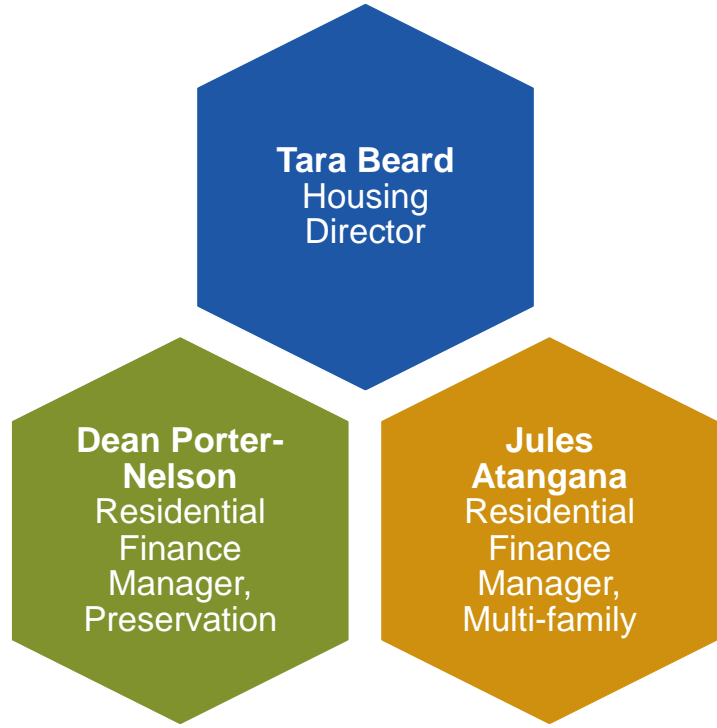 Tara Beard
Housing
Director
Dean Porter-
Nelson
Residential
Finance
Manager,
Preservation
Jules
Atangana
Residential
Finance
Manager,
Multi-family